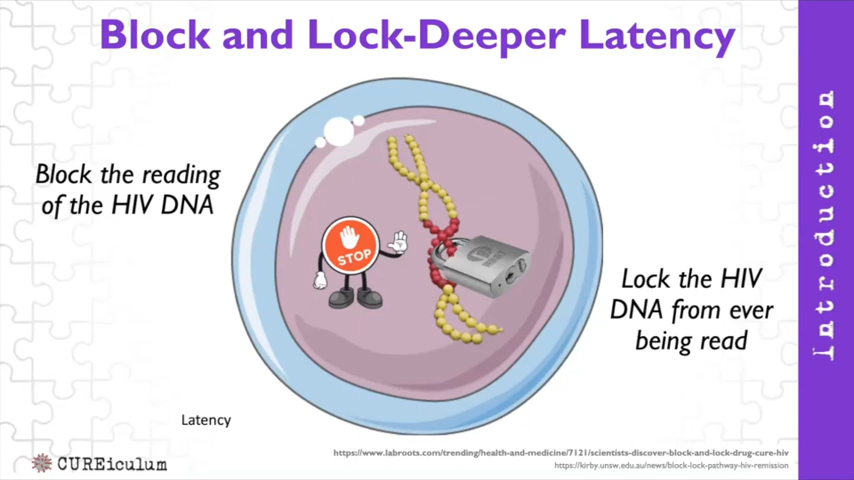 Block and Lock-Deeper Latency
Block the reading
of the HIV DNA
STOP
Lock the HIV
DNA from ever
being read
Latency
Introduction
https://www.labroots.com/trending/health-and-medicine/7121/scientists-discover-block-and-lock-drug-cure-hiv
https://kirby.unsw.edu.au/news/block-lock-pathway-hiv-remission
CUREiculum